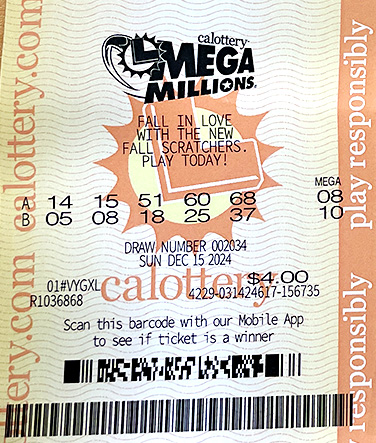 calottery
MEGA
MILLIONS®
FALL IN LOVE
WITH THE NEW
FALL SCRATCHERS.
PLAY TODAY!
MEGA
A 14 15 51 60 68 08
B 05 08 18 25 37 10
DRAW NUMBER 002034
SUN DEC 15 2024
calottery
01#VYGXL $4.00
R1036868 4229-031424617-156735
Scan this barcode with our Mobile App
to see if ticket is a winner
ery.com calottery.com
play responsibly
responsibly